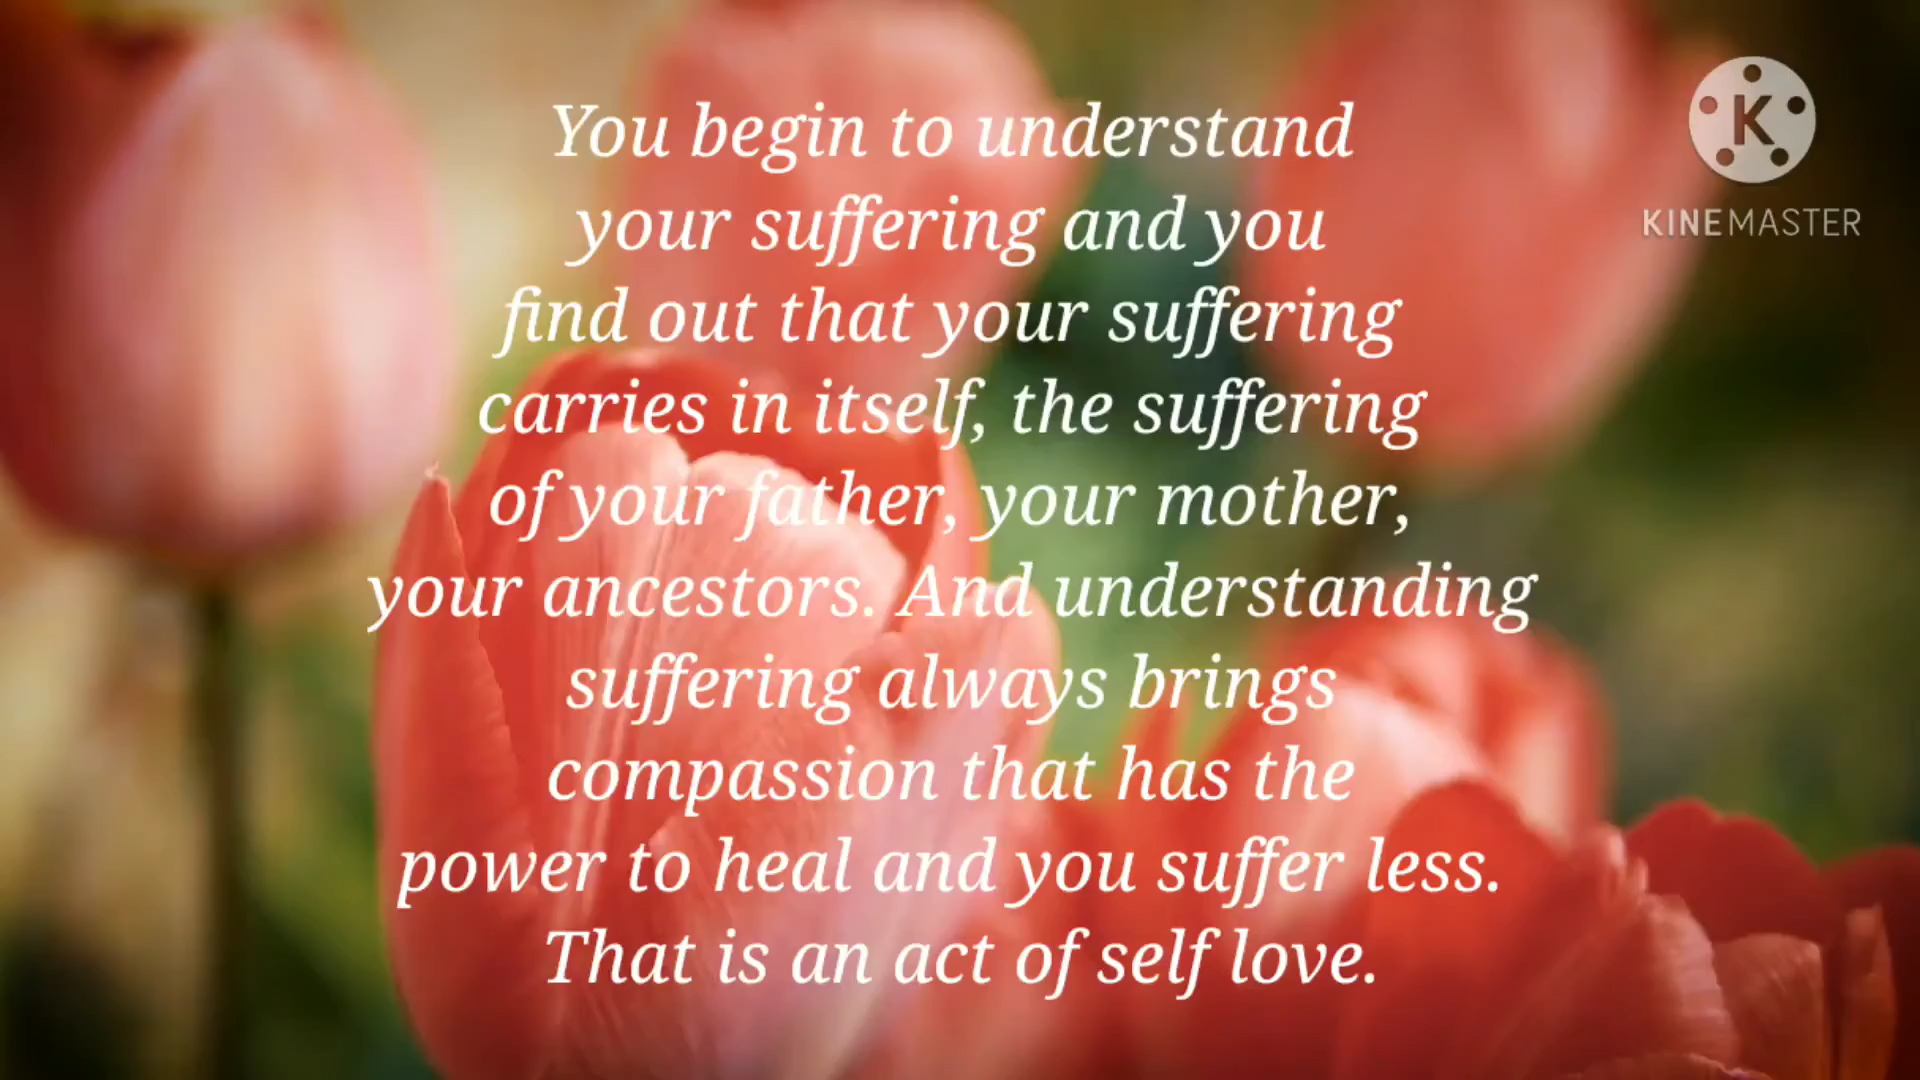 You begin to understand
your suffering and you
find out that your suffering
carries in itself, the suffering
of your father, your mother,
your ancestors. And understanding
suffering always brings
compassion that has the
power to heal and you suffer less.
That is an act of self love.
K
KINEMASTER